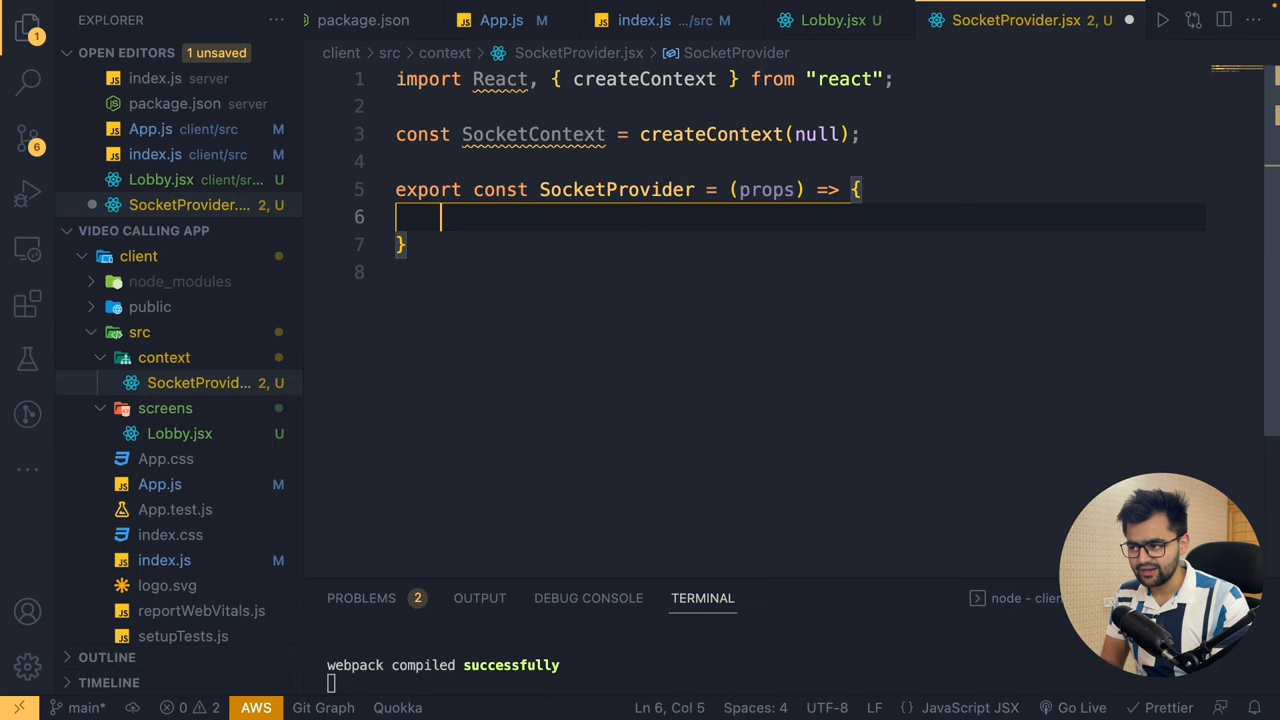 EXPLORER
OPEN EDITORS 1 unsaved
index.js server
package.json server
App.js client/src M
index.js client/src M
Lobby.jsx client/sr... U
SocketProvider.... 2, U
VIDEO CALLING APP
client
node_modules
public
src
context
SocketProvid... 2, U
screens
Lobby.jsx U
App.css
App.js M
App.test.js
index.css
index.js M
logo.svg
reportWebVitals.js
setupTests.js
OUTLINE
TIMELINE
package.json App.js M index.js .../src M Lobby.jsx U SocketProvider.jsx 2, U
client > src > context > SocketProvider.jsx > SocketProvider
1 import React, { createContext } from "react";
2
3 const SocketContext = createContext(null);
4
5 export const SocketProvider = (props) => {
6
7 }
8
PROBLEMS 2 OUTPUT DEBUG CONSOLE TERMINAL node - clien
webpack compiled successfully
1
6
main* 0 2 AWS Git Graph Quokka Ln 6, Col 5 Spaces: 4 UTF-8 LF {} JavaScript JSX Go Live Prettier